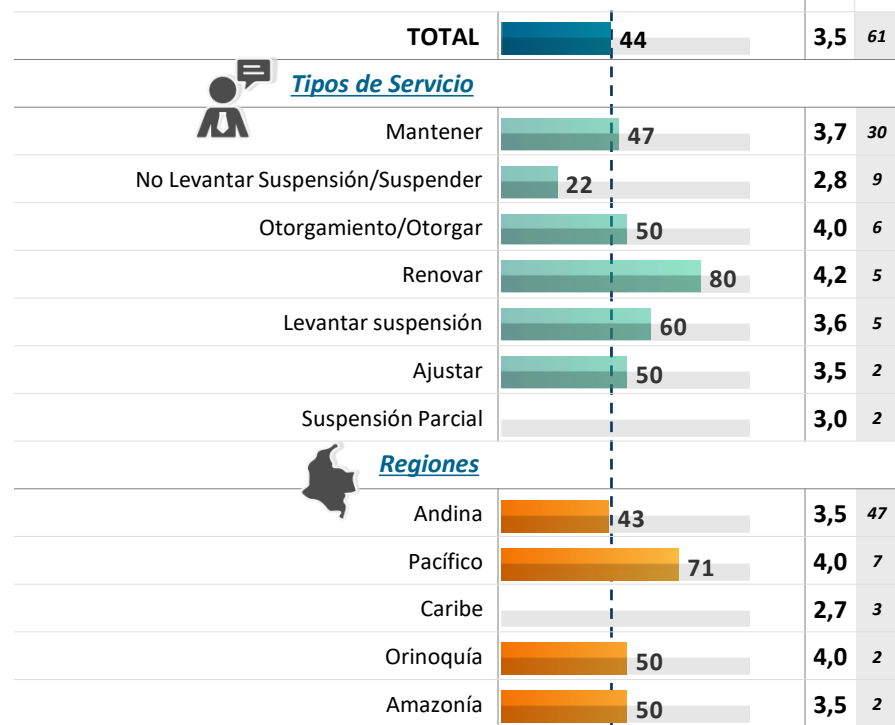 TOTAL 44 3,5 61
Tipos de Servicio
Mantener 47 3,7 30
No Levantar Suspensión/Suspender 22 2,8 9
Otorgamiento/Otorgar 50 4,0 6
Renovar 80 4,2 5
Levantar suspensión 60 3,6 5
Ajustar 50 3,5 2
Suspensión Parcial 3,0 2
Regiones
Andina 43 3,5 47
Pacífico 71 4,0 7
Caribe 2,7 3
Orinoquía 50 4,0 2
Amazonía 50 3,5 2